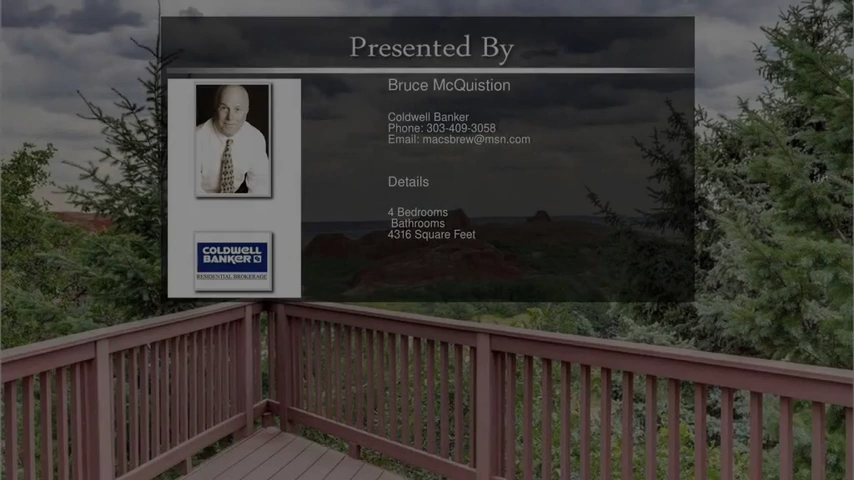 Presented By
Bruce McQuistion
Coldwell Banker
Phone: 303-409-3058
Email: macsbrew@msn.com
Details
4 Bedrooms
Bathrooms
4316 Square Feet
COLDWELL
BANKER
RESIDENTIAL BROKERAGE